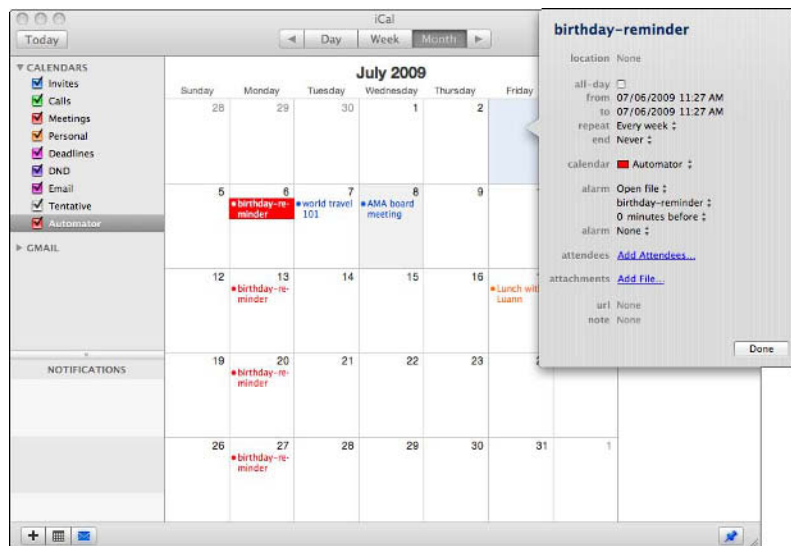 iCal
Today
Day Week Month
CALENDARS
Invites
Calls
Meetings
Personal
Deadlines
DND
Email
Tentative
Automator
GMAIL
NOTIFICATIONS
July 2009
Sunday Monday Tuesday Wednesday Thursday Friday
28 29 30 1 2
5 6 7 8 9
birthday-re-
minder
world travel
101
AMA board
meeting
12 13 14 15 16
birthday-re-
minder
Lunch with
Luann
19 20 21 22 23
birthday-re-
minder
26 27 28 29 30 31 1
birthday-re-
minder
birthday-reminder
location None
all-day
from 07/06/2009 11:27 AM
to 07/06/2009 11:27 AM
repeat Every week
end Never
calendar Automator
alarm Open file
birthday-reminder
0 minutes before
alarm None
attendees Add Attendees...
attachments Add File...
url None
note None
Done